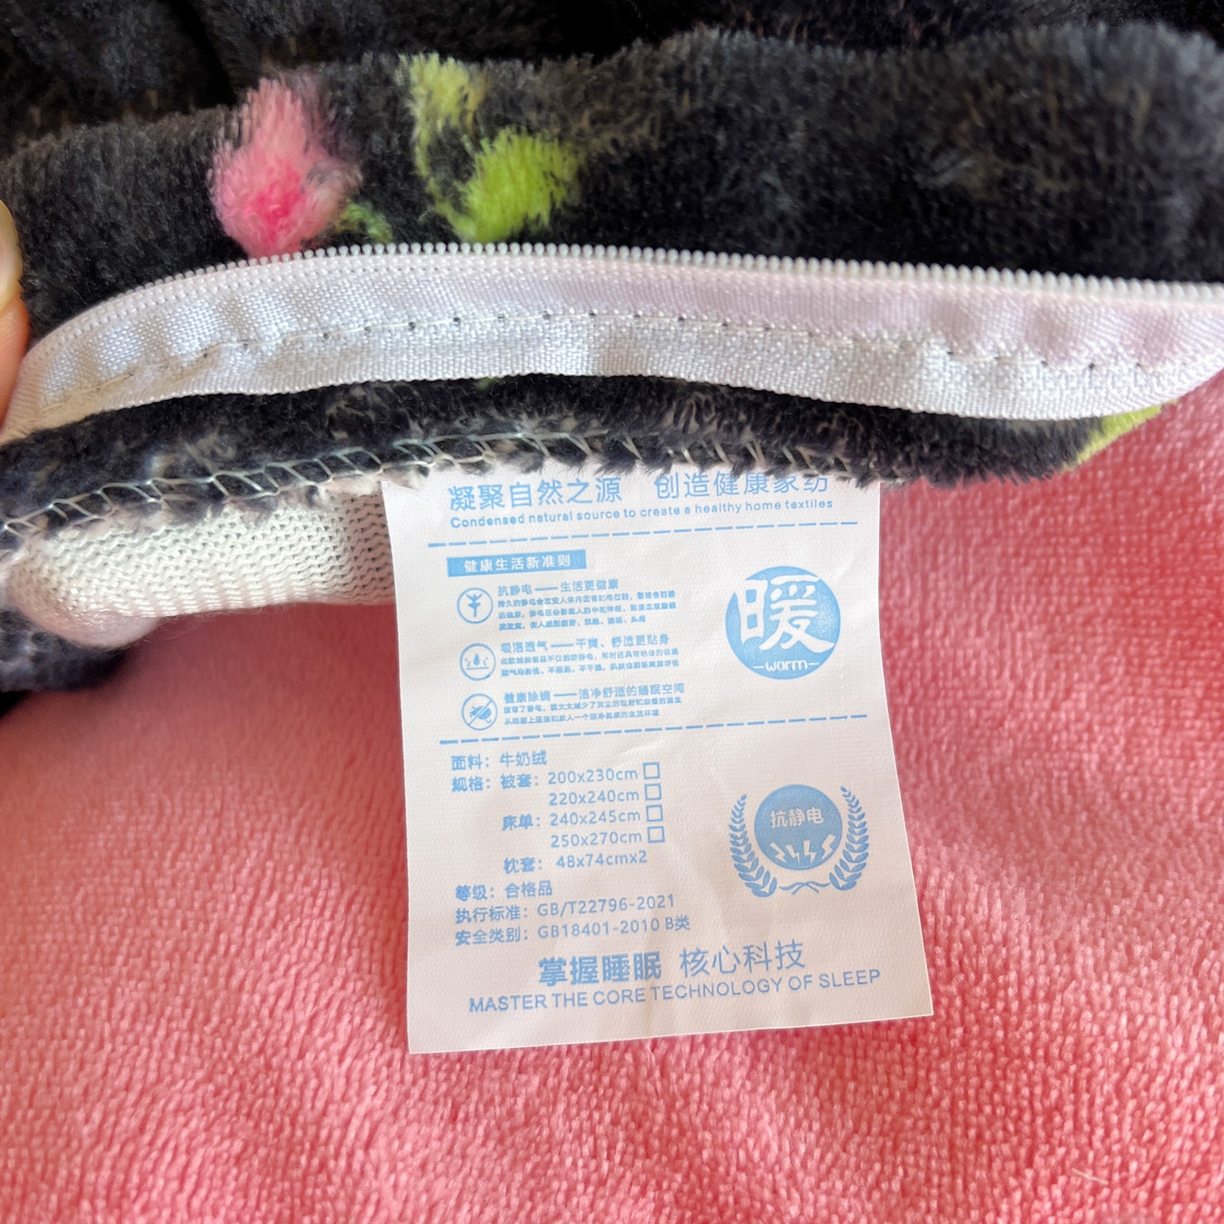 凝聚自然之源 创造健康家纺
Condensed natural source to create a healthy home textiles
健康生活新准则
抗静电——生活更健康
吸湿透气——干爽、舒适更贴身
健康除螨——洁净舒适的睡眠空间
暖
-warm-
面料：牛奶绒
规格：被套：200x230cm□
220x240cm□
床单：240x245cm□
250x270cm□
枕套：48x74cmx2
等级：合格品
执行标准：GB/T22796-2021
安全类别：GB18401-2010 B类
抗静电
掌握睡眠 核心科技
MASTER THE CORE TECHNOLOGY OF SLEEP